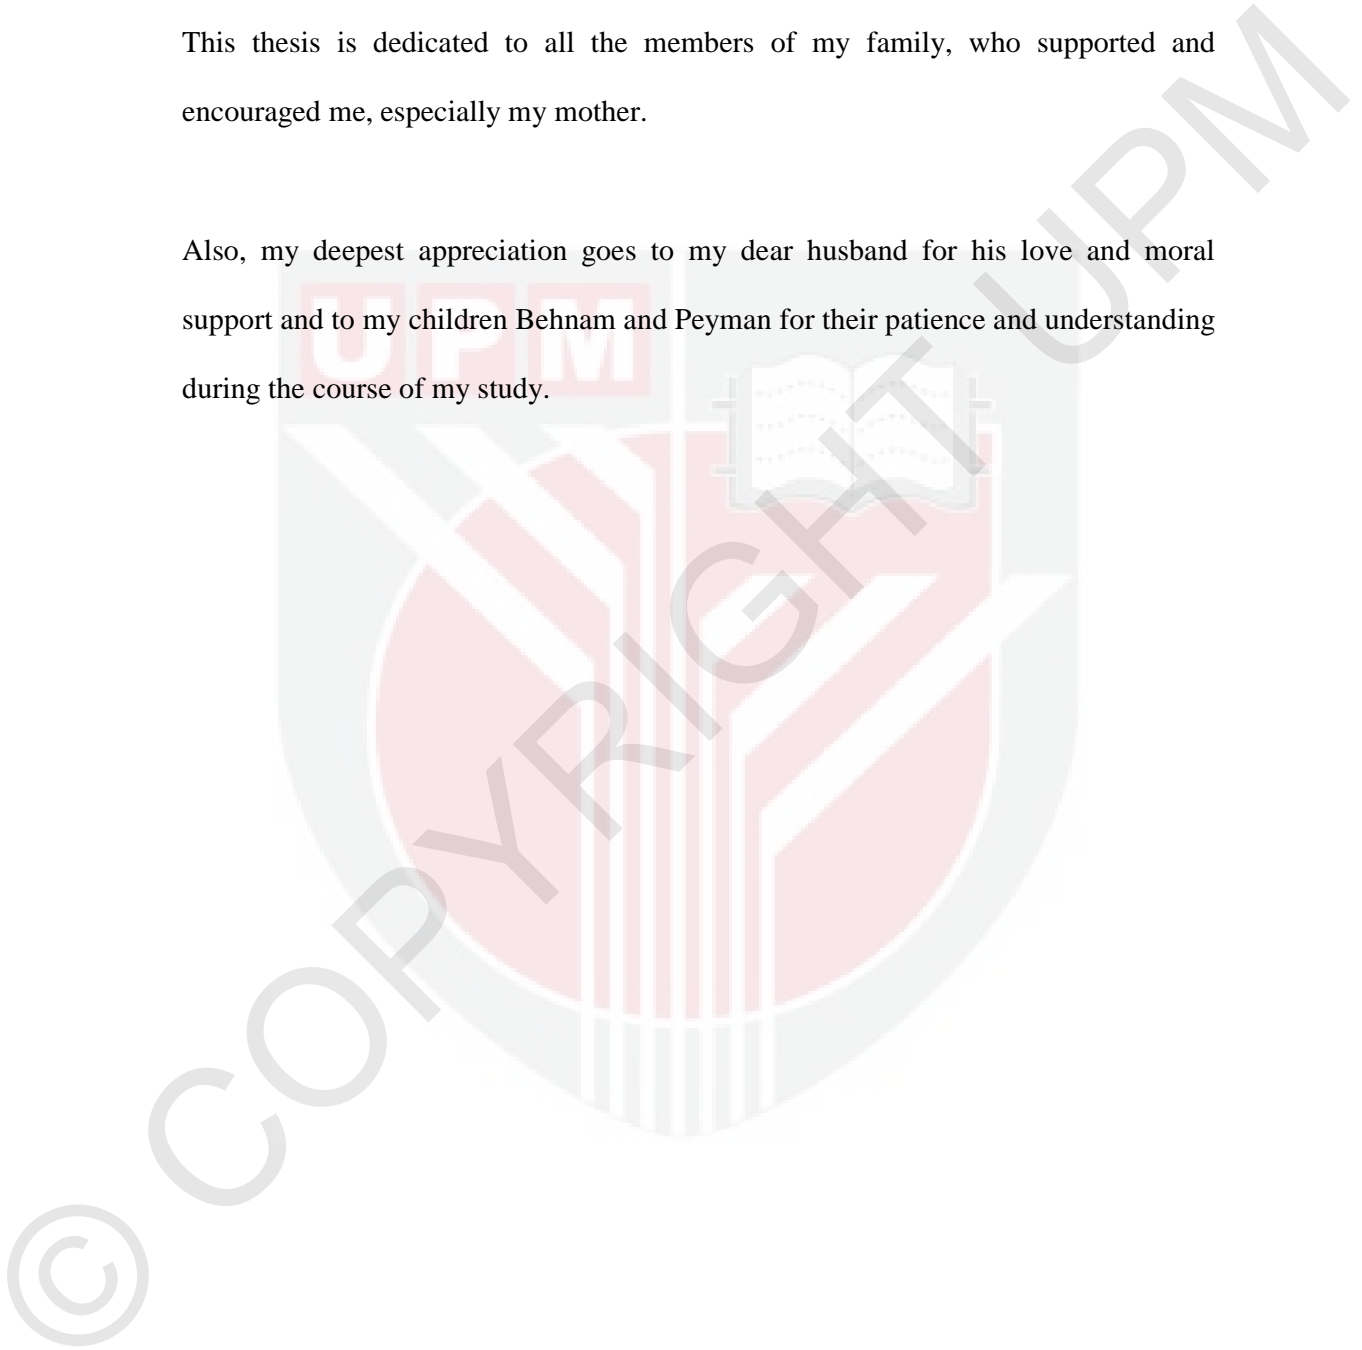 This thesis is dedicated to all the members of my family, who supported and
encouraged me, especially my mother.
Also, my deepest appreciation goes to my dear husband for his love and moral
support and to my children Behnam and Peyman for their patience and understanding
during the course of my study.
UPM
© COPYRIGHT UPM